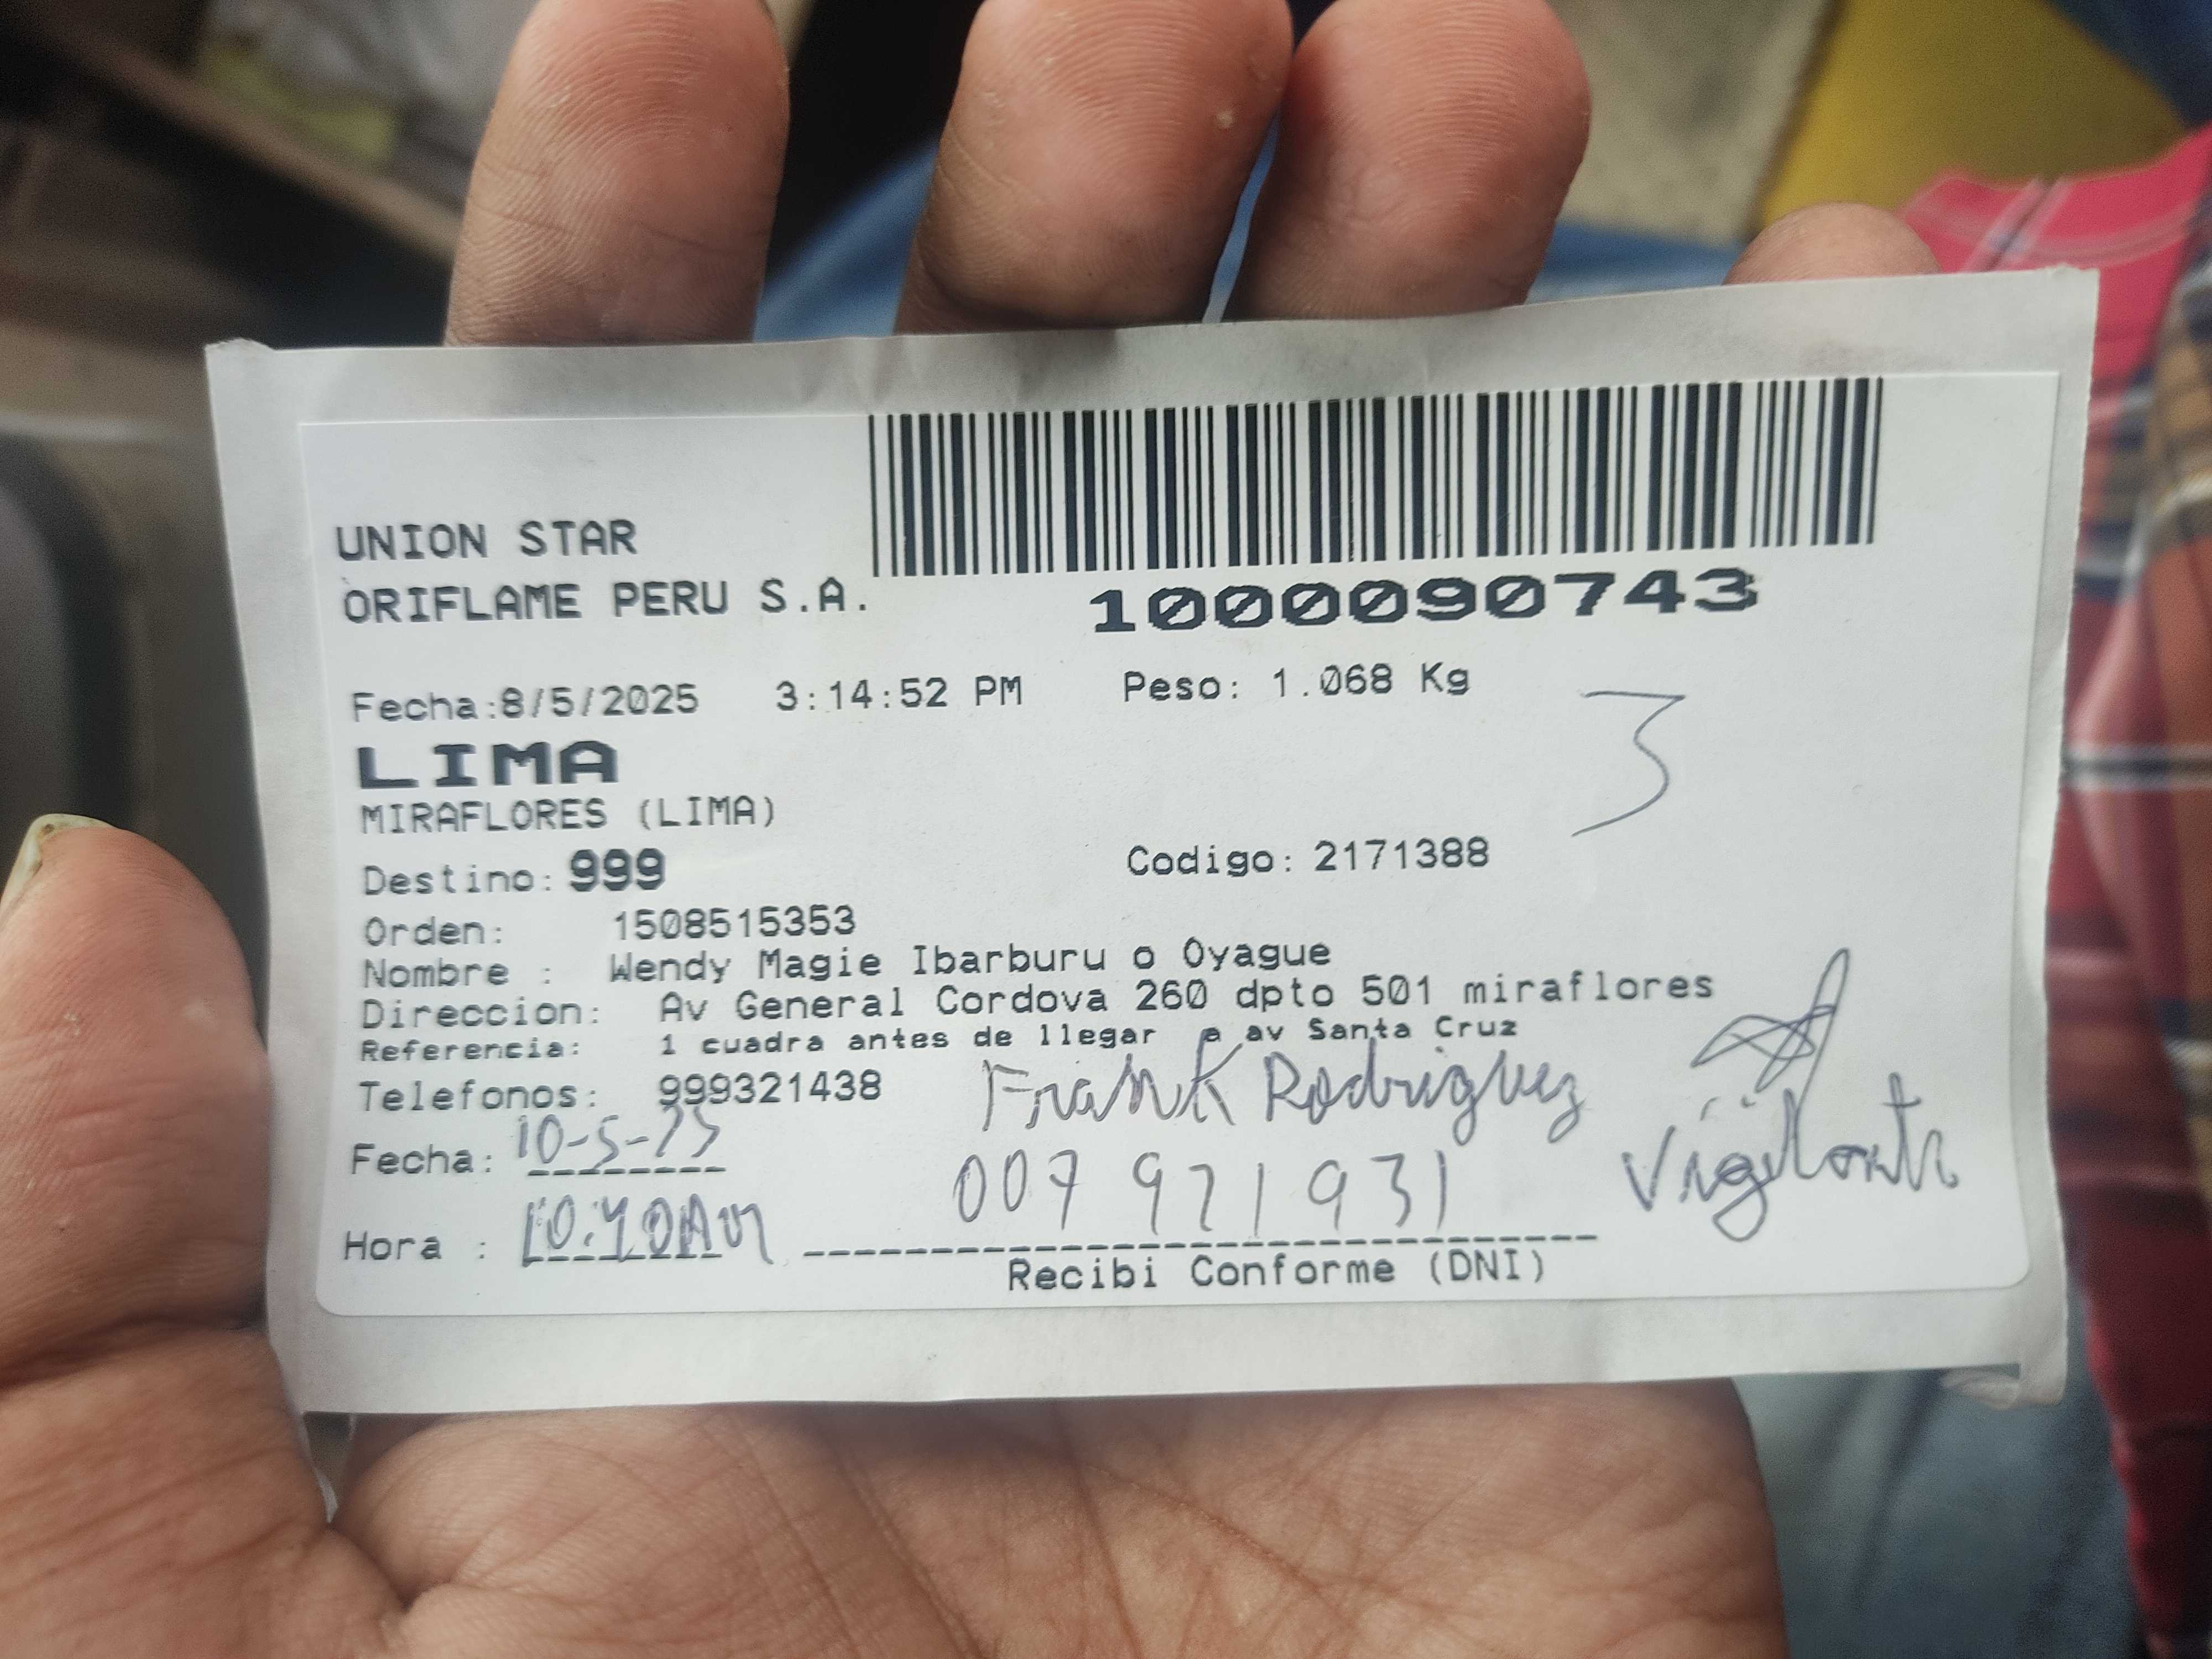 UNION STAR
ORIFLAME PERU S.A.
1000090743
Fecha:8/5/2025 3:14:52 PM Peso: 1.068 Kg
3
LIMA
MIRAFLORES (LIMA)
Destino: 999 Codigo: 2171388
Orden: 1508515353
Nombre : Wendy Magie Ibarburu o Oyague
Direccion: Av General Cordova 260 dpto 501 miraflores
Referencia: 1 cuadra antes de llegar a av Santa Cruz
Telefonos: 999321438 Frank Rodriguez
Fecha: 10-5-25 007 921 931 Vigilante
Hora : 10:40AM
Recibi Conforme (DNI)